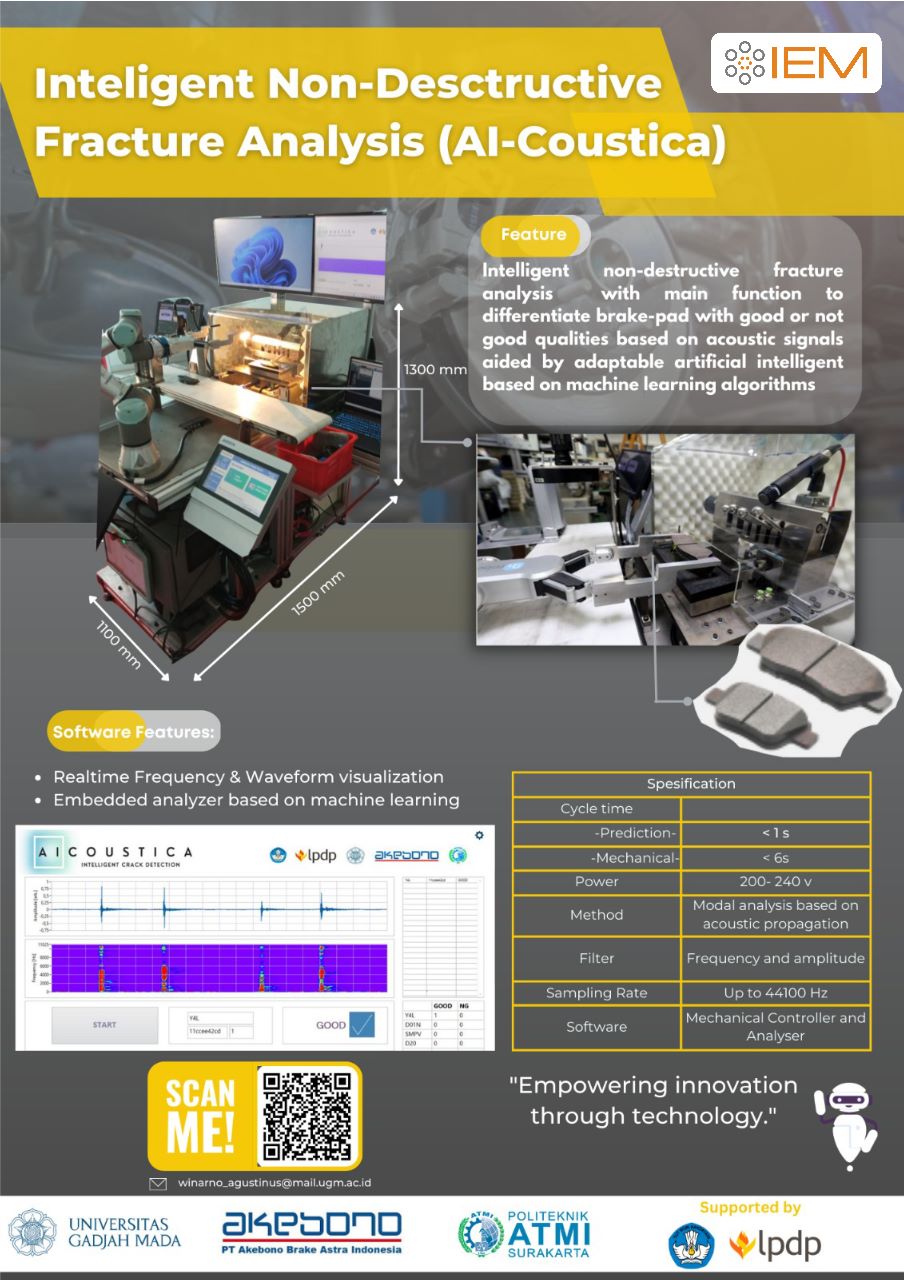 IEM
Inteligent Non-Desctructive
Fracture Analysis (AI-Coustica)
Feature
Intelligent non-destructive fracture
analysis with main function to
differentiate brake-pad with good or not
good qualities based on acoustic signals
aided by adaptable artificial intelligent
based on machine learning algorithms
1300 mm
1500 mm
1100 mm
Software Features:
• Realtime Frequency & Waveform visualization
• Embedded analyzer based on machine learning
AICOUSTICA
INTELLIGENT CRACK DETECTION
lpdp
akebono
Amplitude
Frequency [Hz]
START
Y4L
11ccee42cd 1
GOOD
GOOD NG
Y4L 1 0
D01N 0 0
SMPV 0 0
D20 0 0
Spesification
Cycle time
-Prediction- < 1 s
-Mechanical- < 6s
Power 200- 240 v
Method Modal analysis based on
acoustic propagation
Filter Frequency and amplitude
Sampling Rate Up to 44100 Hz
Software Mechanical Controller and
Analyser
SCAN
ME!
"Empowering innovation
through technology."
winarno_agustinus@mail.ugm.ac.id
UNIVERSITAS
GADJAH MADA
akebono
PT Akebono Brake Astra Indonesia
ATMI
POLITEKNIK
ATMI
SURAKARTA
Supported by
lpdp